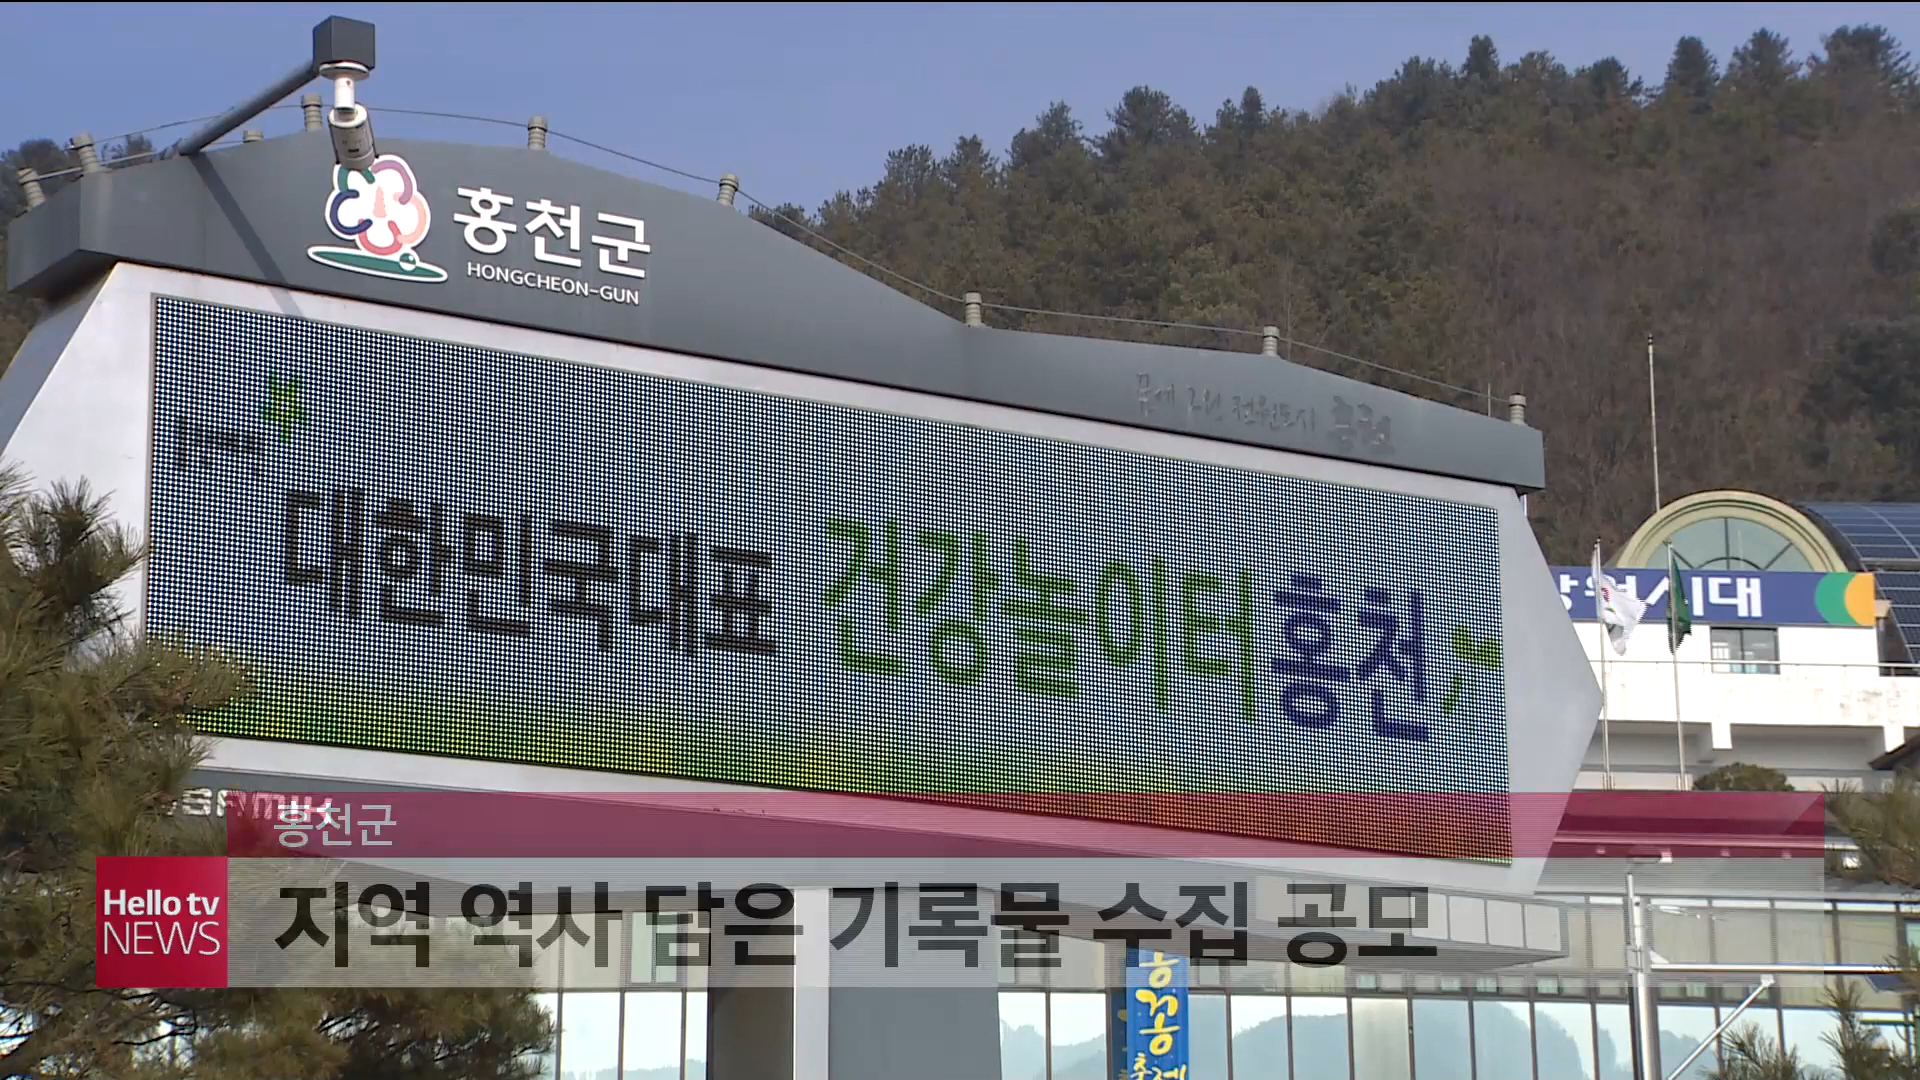 홍천군
HONGCHEON-GUN
대한민국대표 건강놀이터 홍천
강원시대
홍천군
Hello tv
NEWS
지역 역사 담은 기록물 수집 공모